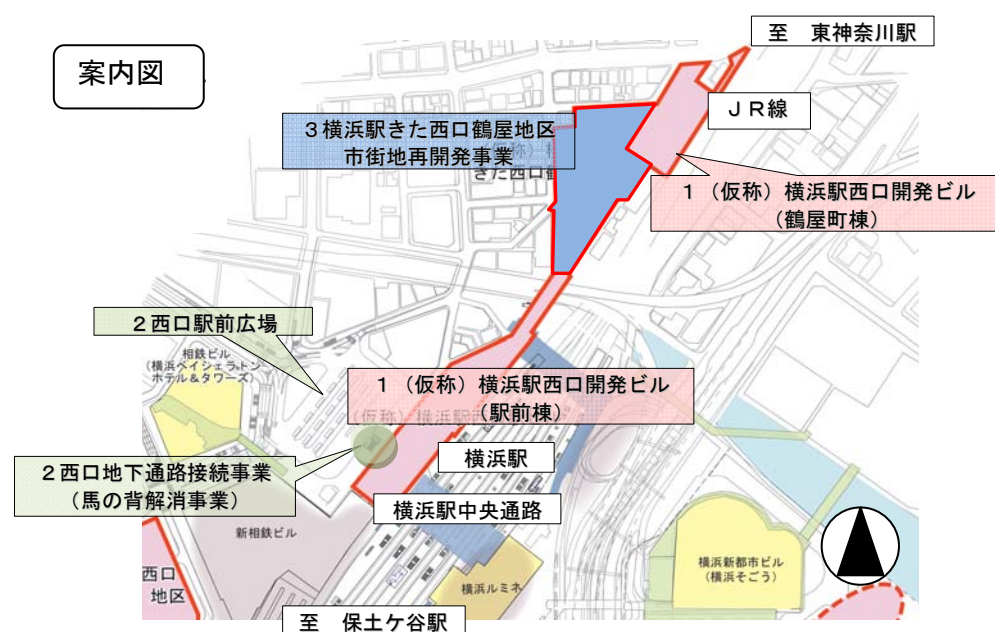 至　東神奈川駅
案内図
ＪＲ線
３横浜駅きた西口鶴屋地区
市街地再開発事業
きた西口鶴
１（仮称）横浜駅西口開発ビル
（鶴屋町棟）
２西口駅前広場
相鉄ビル
(横浜ベイシェラトン
ホテル＆タワーズ)
１（仮称）横浜駅西口開発ビル
（駅前棟）
横浜駅
２西口地下通路接続事業
（馬の背解消事業）
横浜駅中央通路
新相鉄ビル
横浜新都市ビル
(横浜そごう)
西口
地区
横浜ルミネ
至　保土ケ谷駅